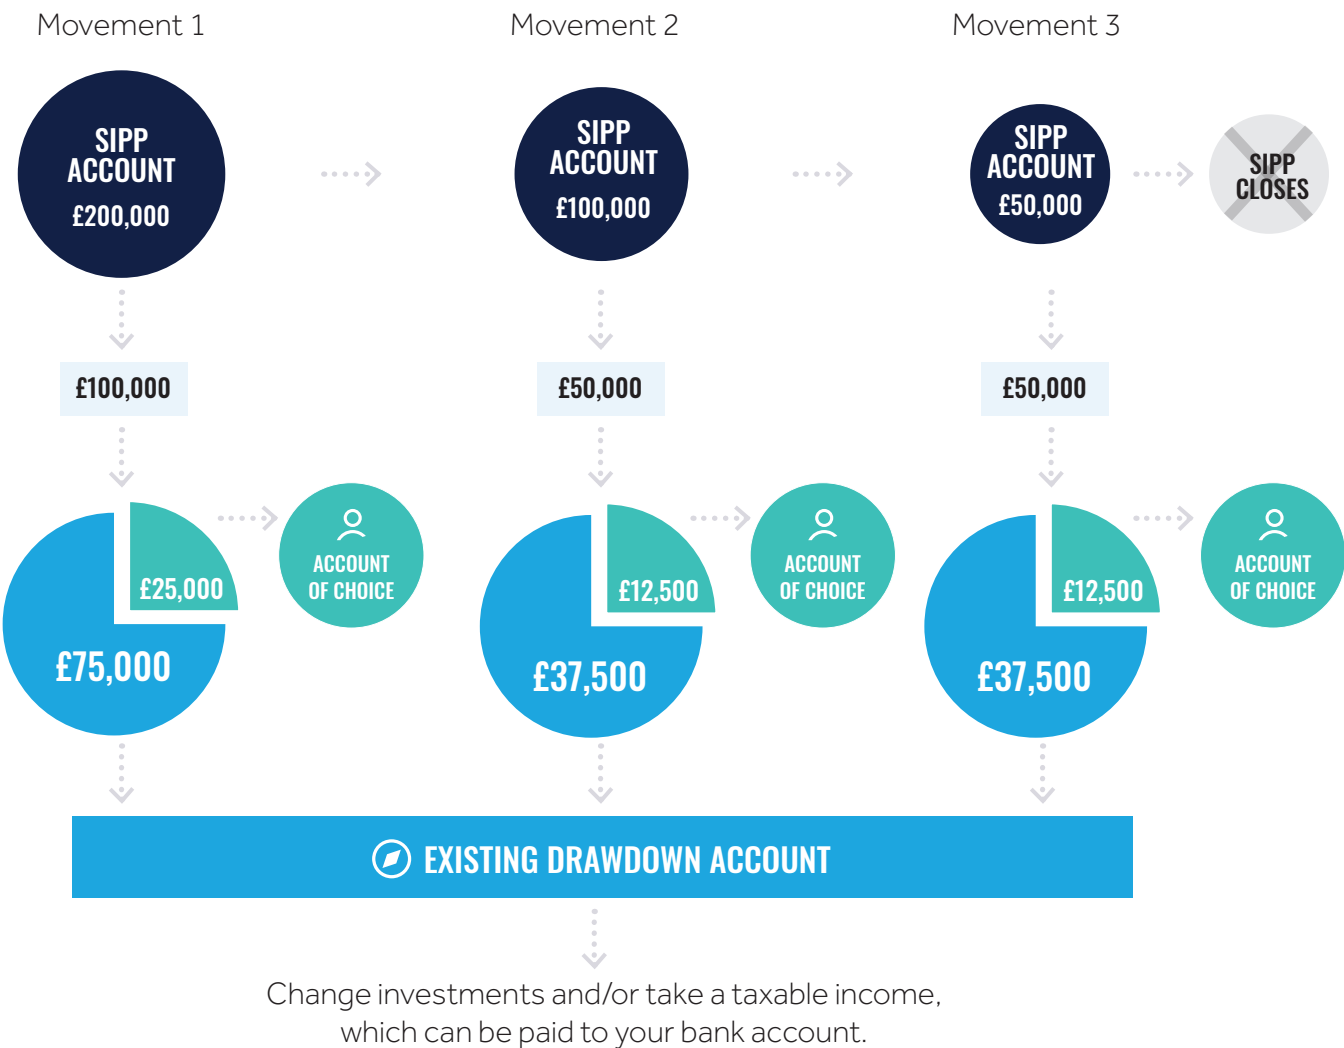 Movement 1
Movement 2
Movement 3
SIPP
ACCOUNT
£200,000
SIPP
ACCOUNT
£100,000
SIPP
ACCOUNT
£50,000
SIPP
CLOSES
£100,000
£50,000
£50,000
£25,000
£75,000
ACCOUNT
OF CHOICE
£12,500
£37,500
ACCOUNT
OF CHOICE
£12,500
£37,500
ACCOUNT
OF CHOICE
EXISTING DRAWDOWN ACCOUNT
Change investments and/or take a taxable income,
which can be paid to your bank account.